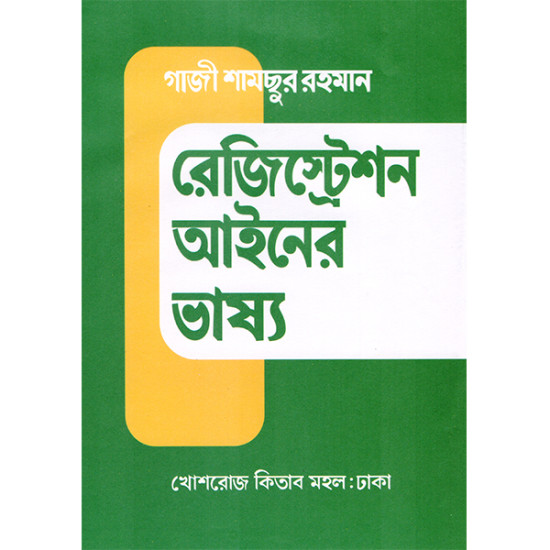 গাজী শামছুর রহমান
রেজিস্ট্রেশন
আইনের
ভাষ্য
খোশরোজ কিতাব মহল : ঢাকা